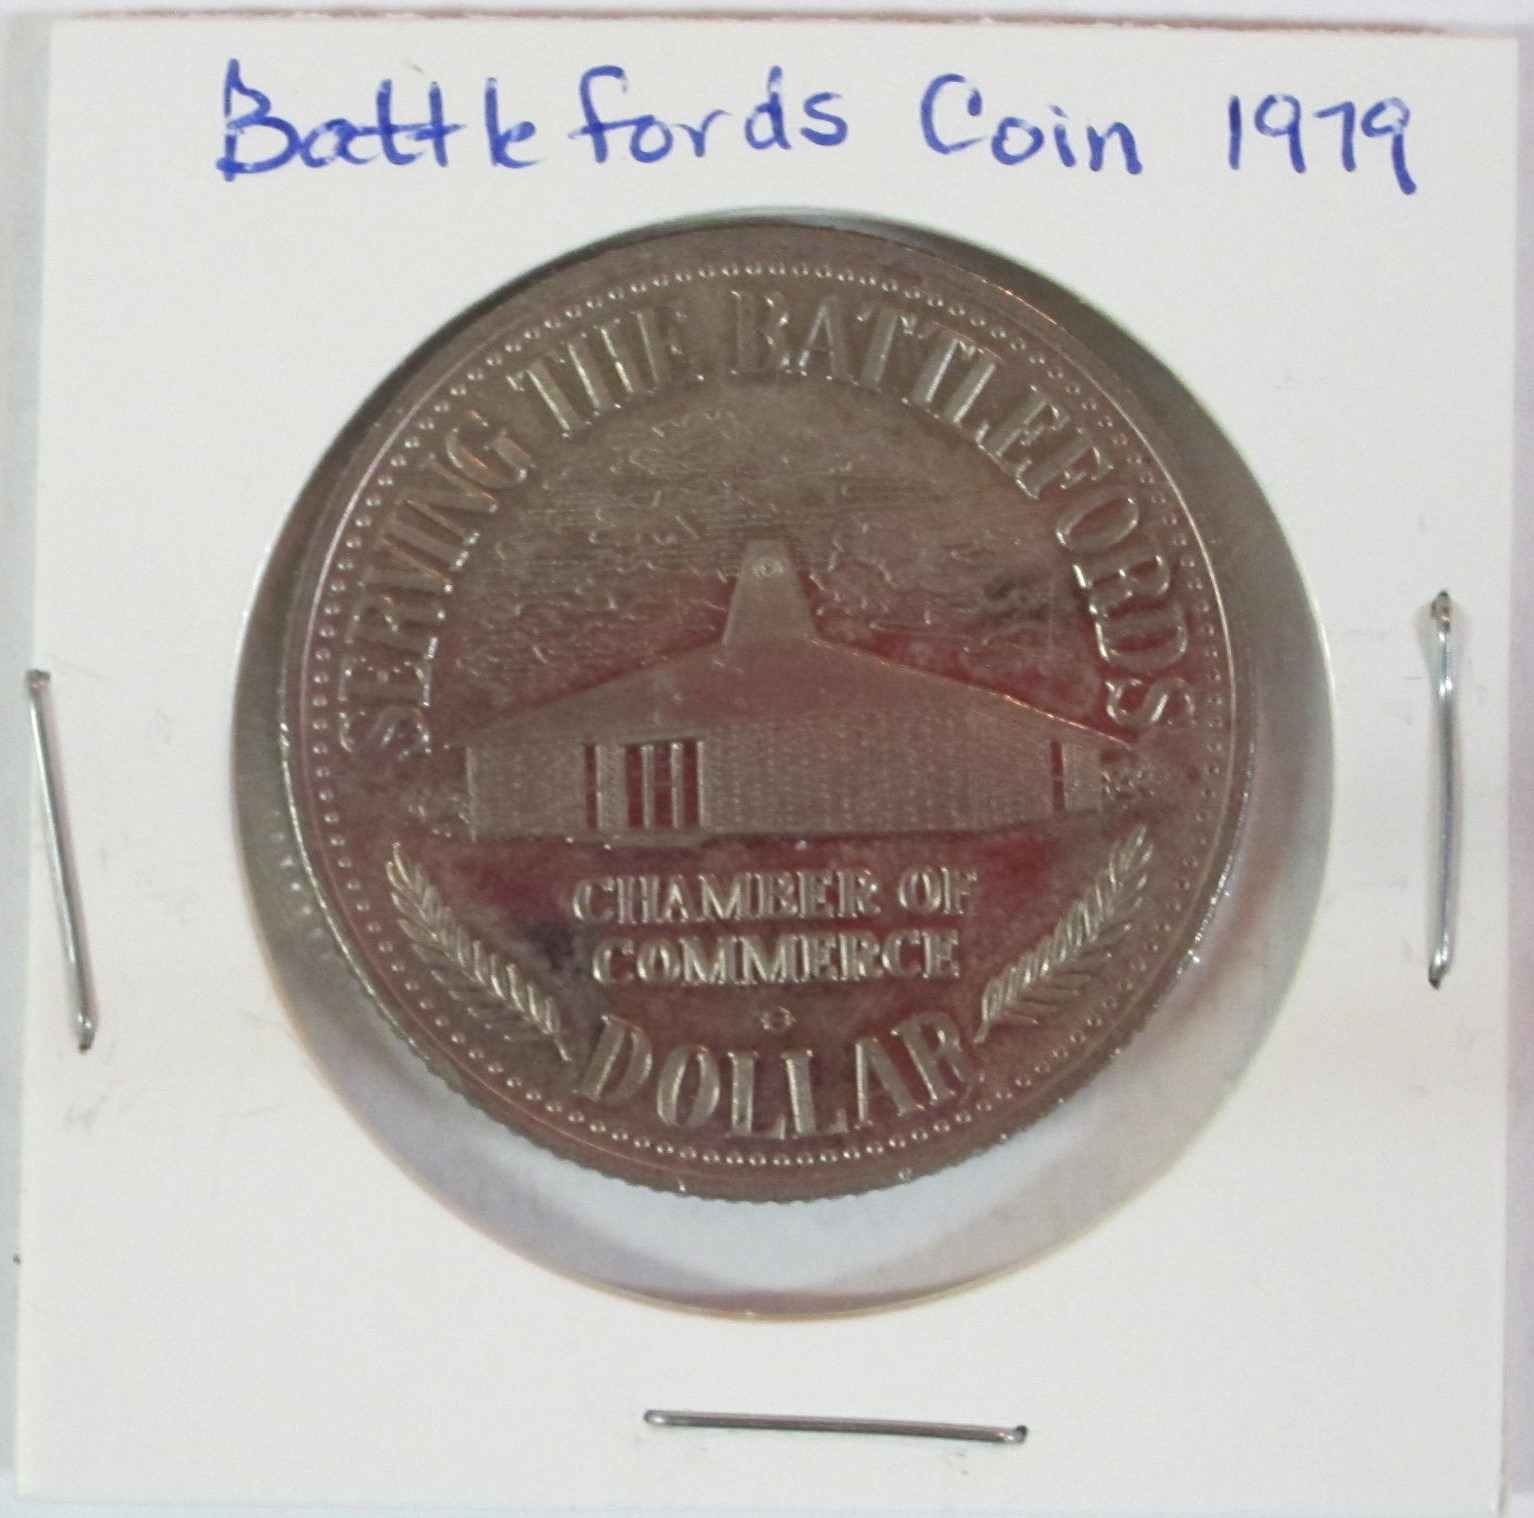 Battlefords Coin 1979
SERVING THE BATTLEFORDS
CHAMBER OF
COMMERCE
DOLLAR